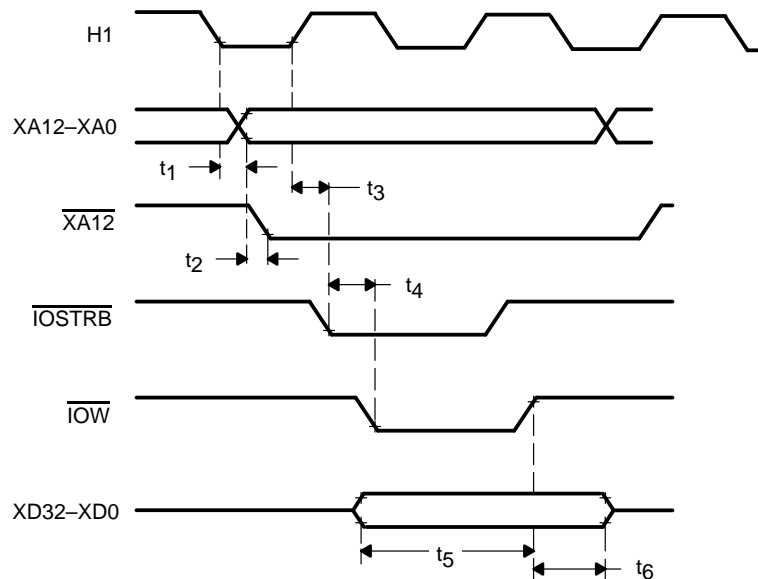 H1
XA12–XA0
t1
t3
XA12
t2
t4
IOSTRB
IOW
XD32–XD0
t5
t6